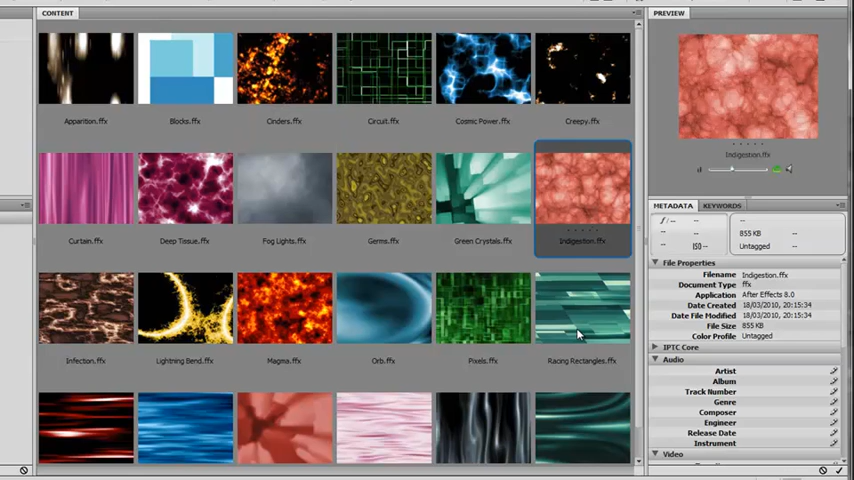 CONTENT
Apparition.ffx
Blocks.ffx
Cinders.ffx
Circuit.ffx
Cosmic Power.ffx
Creepy.ffx
Curtain.ffx
Deep Tissue.ffx
Fog Lights.ffx
Germs.ffx
Green Crystals.ffx
Indigestion.ffx
Infection.ffx
Lightning Bend.ffx
Magma.ffx
Orb.ffx
Pixels.ffx
Racing Rectangles.ffx
PREVIEW
Indigestion.ffx
METADATA KEYWORDS
f/-- --
-- ISO --
--
855 KB --
Untagged --
File Properties
Filename Indigestion.ffx
Document Type ffx
Application After Effects 8.0
Date Created 18/03/2010, 20:15:34
Date File Modified 18/03/2010, 20:15:34
File Size 855 KB
Color Profile Untagged
IPTC Core
Audio
Artist
Album
Track Number
Genre
Composer
Engineer
Release Date
Instrument
Video